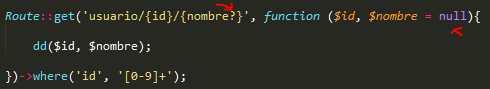 Route::get('usuario/{id}/{nombre?}', function ($id, $nombre = null){
dd($id, $nombre);
})->where('id', '[0-9]+');